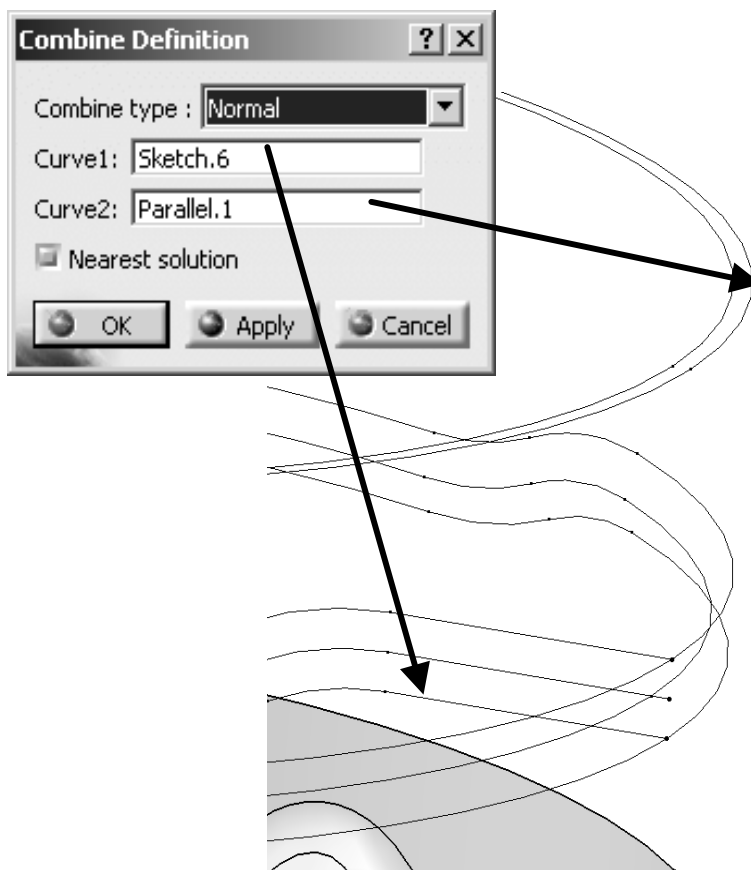 Combine Definition ? X
Combine type : Normal
Curve1: Sketch.6
Curve2: Parallel.1
Nearest solution
OK Apply Cancel